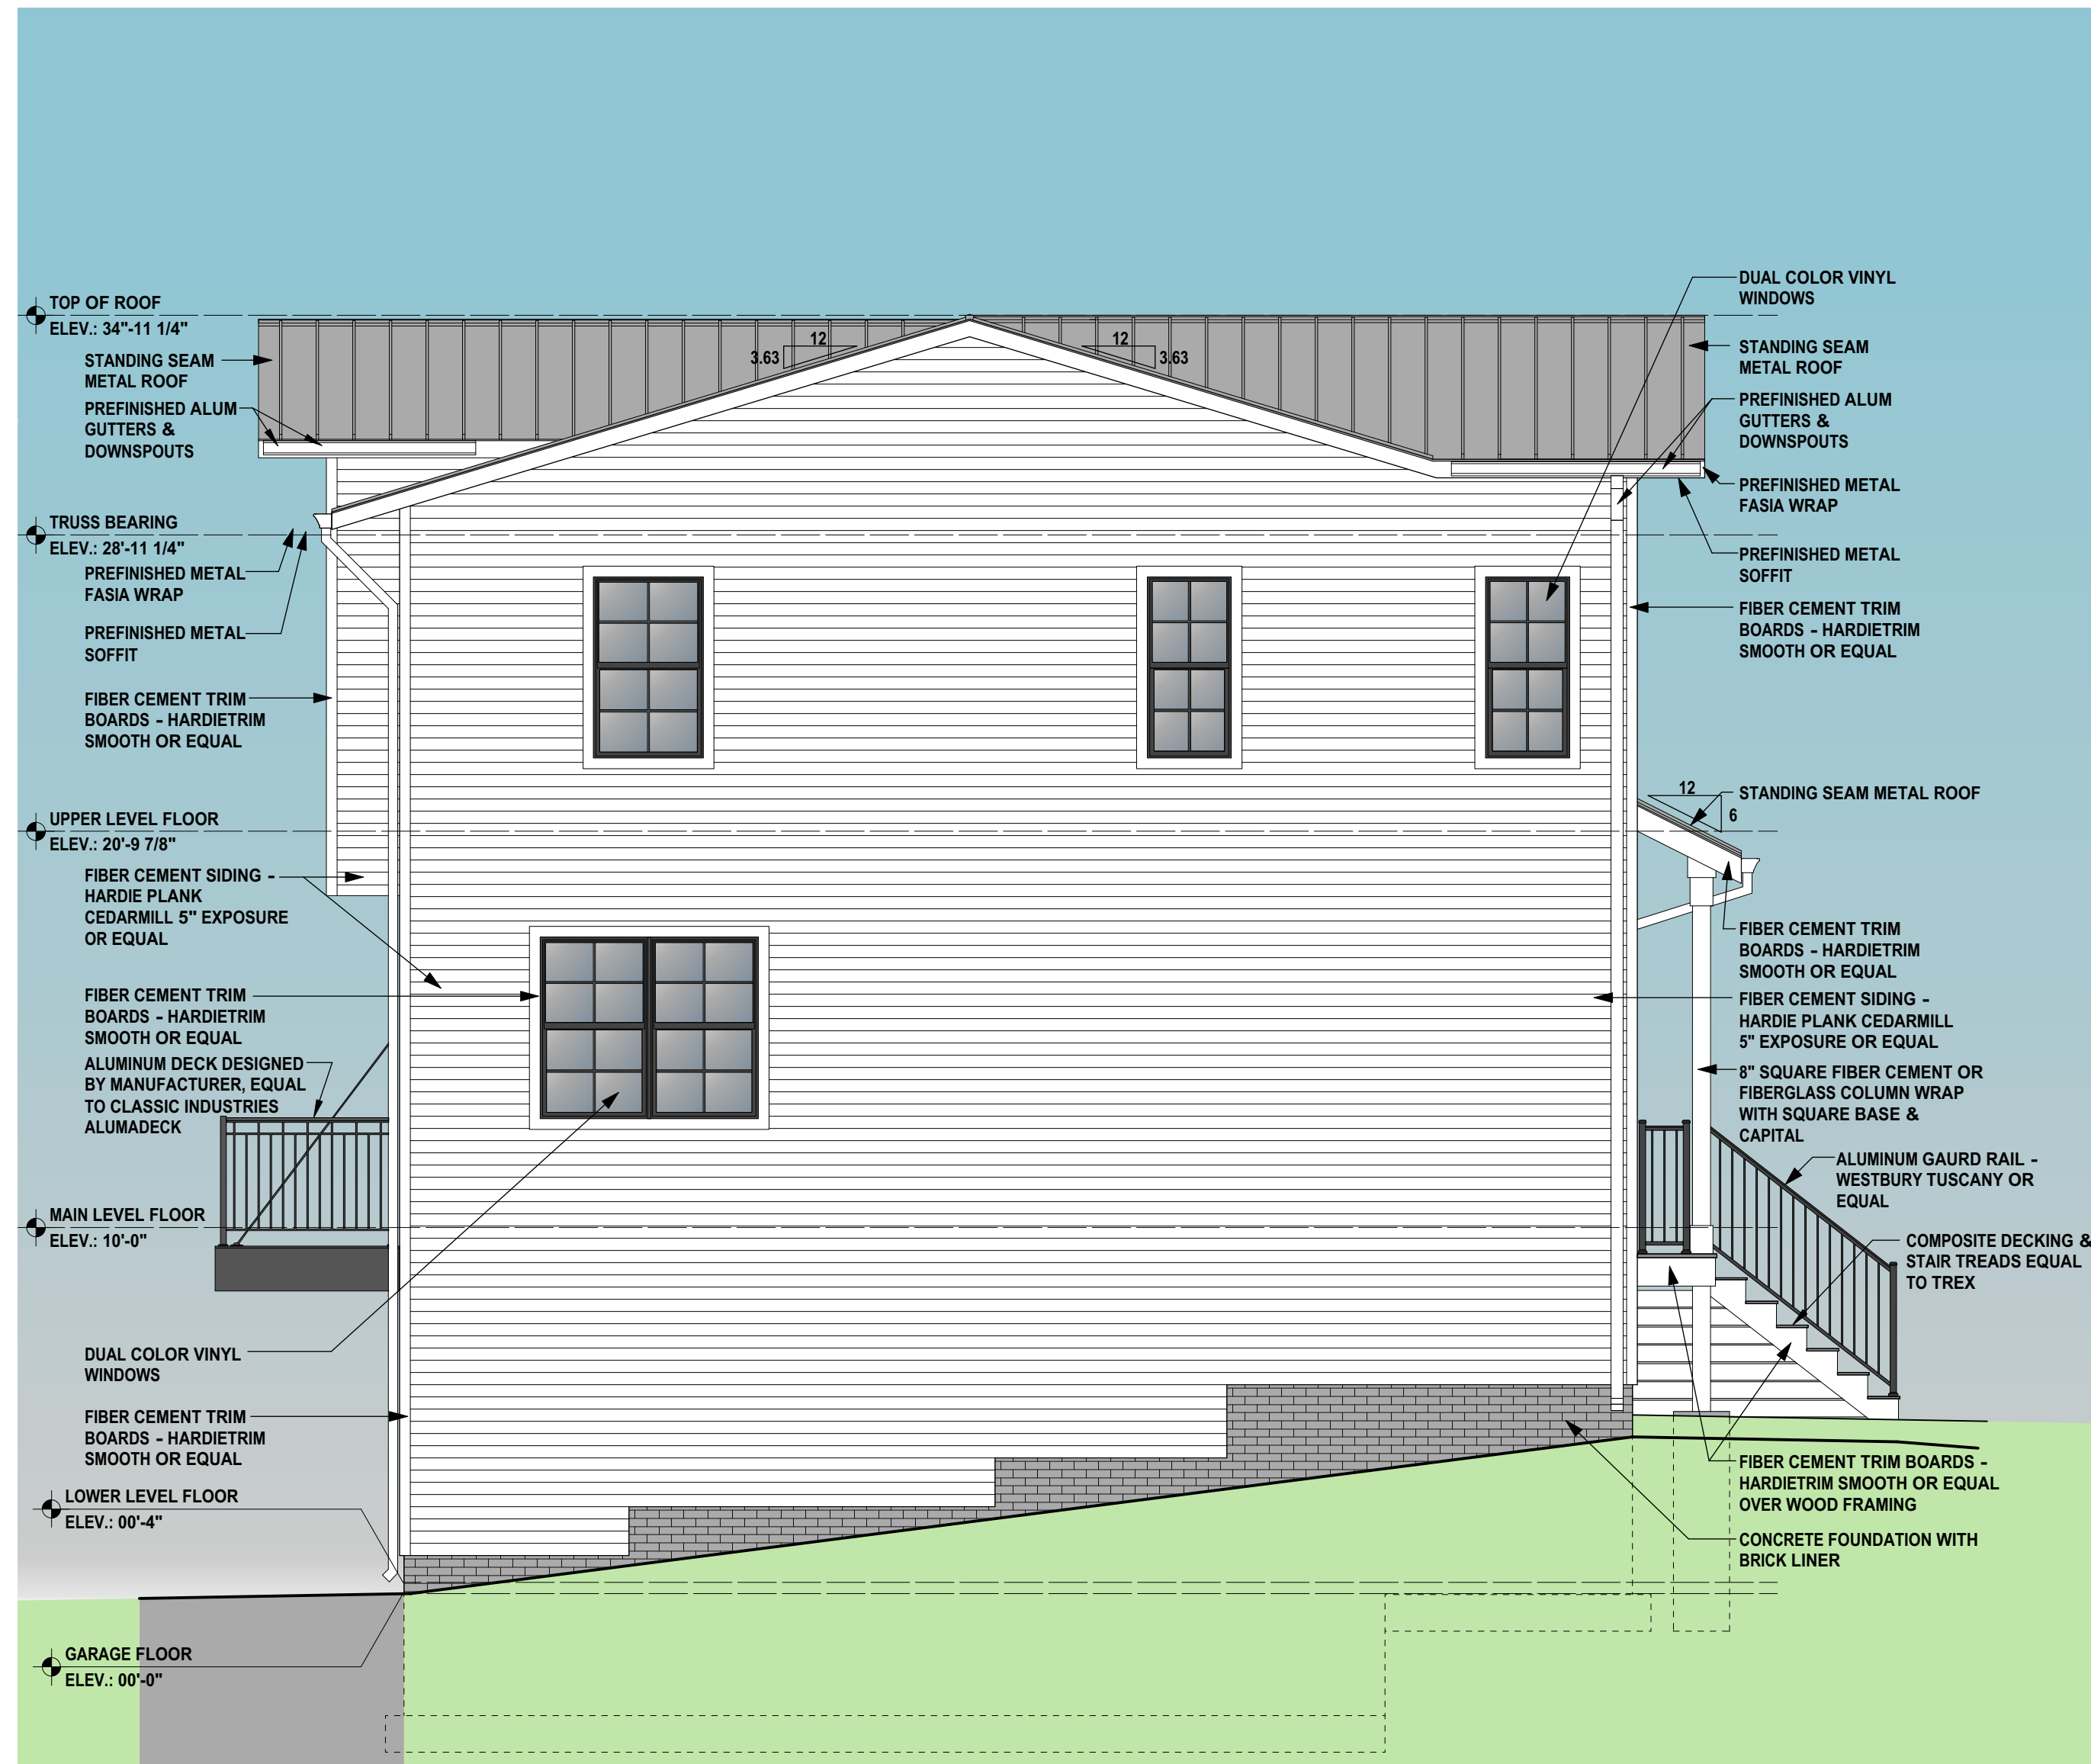 TOP OF ROOF
ELEV.: 34"-11 1/4"
STANDING SEAM
METAL ROOF
PREFINISHED ALUM
GUTTERS &
DOWNSPOUTS
TRUSS BEARING
ELEV.: 28'-11 1/4"
PREFINISHED METAL
FASIA WRAP
PREFINISHED METAL
SOFFIT
FIBER CEMENT TRIM
BOARDS - HARDIETRIM
SMOOTH OR EQUAL
UPPER LEVEL FLOOR
ELEV.: 20'-9 7/8"
FIBER CEMENT SIDING -
HARDIE PLANK
CEDARMILL 5" EXPOSURE
OR EQUAL
FIBER CEMENT TRIM
BOARDS - HARDIETRIM
SMOOTH OR EQUAL
ALUMINUM DECK DESIGNED
BY MANUFACTURER, EQUAL
TO CLASSIC INDUSTRIES
ALUMADECK
MAIN LEVEL FLOOR
ELEV.: 10'-0"
DUAL COLOR VINYL
WINDOWS
FIBER CEMENT TRIM
BOARDS - HARDIETRIM
SMOOTH OR EQUAL
LOWER LEVEL FLOOR
ELEV.: 00'-4"
GARAGE FLOOR
ELEV.: 00'-0"
12
3.63
12
3.63
DUAL COLOR VINYL
WINDOWS
STANDING SEAM
METAL ROOF
PREFINISHED ALUM
GUTTERS &
DOWNSPOUTS
PREFINISHED METAL
FASIA WRAP
PREFINISHED METAL
SOFFIT
FIBER CEMENT TRIM
BOARDS - HARDIETRIM
SMOOTH OR EQUAL
12
6
STANDING SEAM METAL ROOF
FIBER CEMENT TRIM
BOARDS - HARDIETRIM
SMOOTH OR EQUAL
FIBER CEMENT SIDING -
HARDIE PLANK CEDARMILL
5" EXPOSURE OR EQUAL
8" SQUARE FIBER CEMENT OR
FIBERGLASS COLUMN WRAP
WITH SQUARE BASE &
CAPITAL
ALUMINUM GAURD RAIL -
WESTBURY TUSCANY OR
EQUAL
COMPOSITE DECKING &
STAIR TREADS EQUAL
TO TREX
FIBER CEMENT TRIM BOARDS -
HARDIETRIM SMOOTH OR EQUAL
OVER WOOD FRAMING
CONCRETE FOUNDATION WITH
BRICK LINER